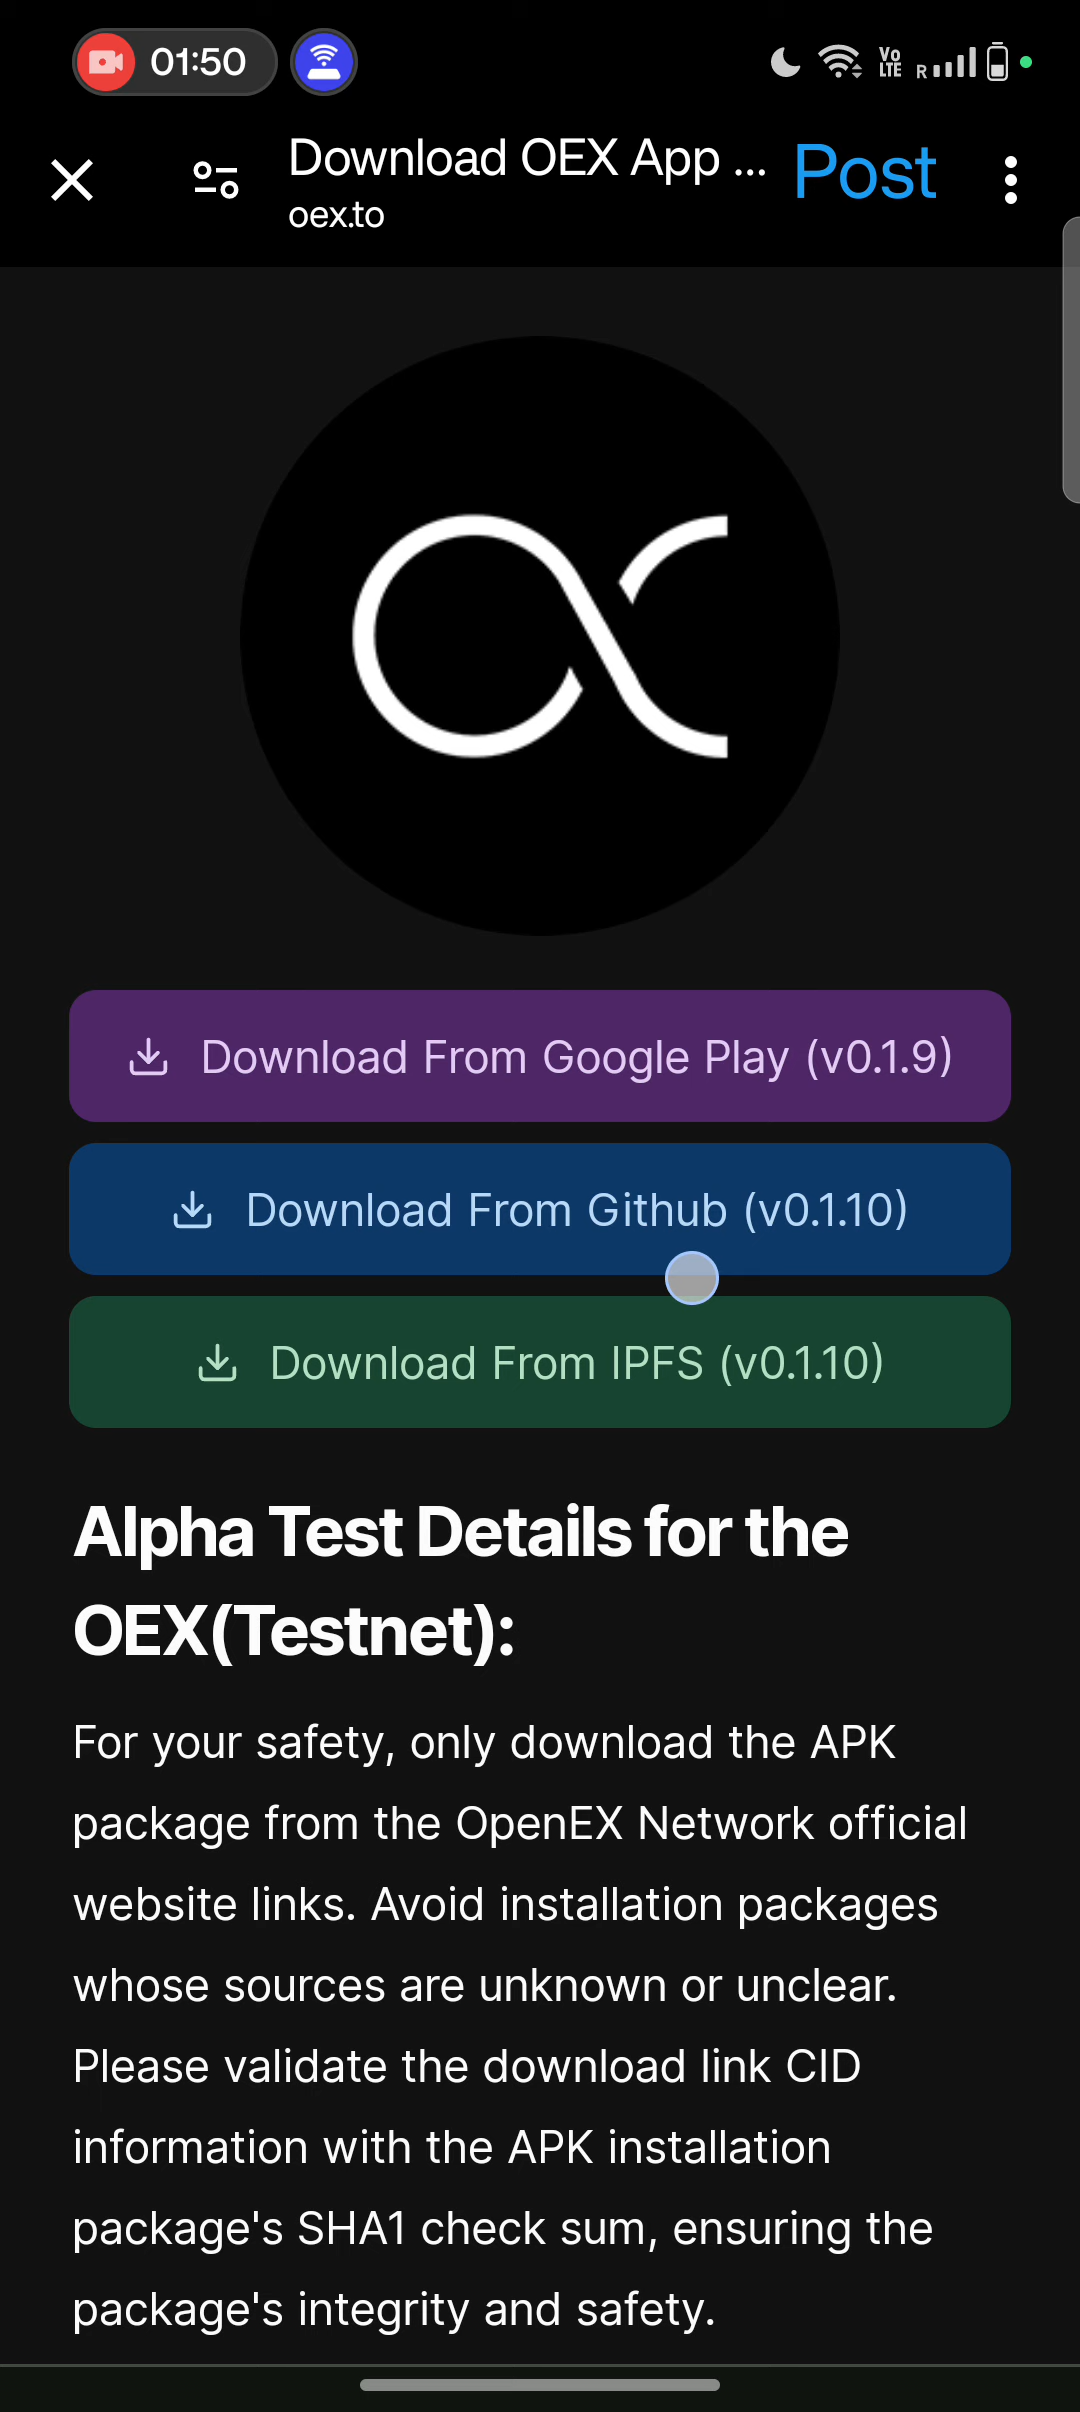 01:50
Vo
LTE
R
Download OEX App ...
oex.to
Post
Download From Google Play (v0.1.9)
Download From Github (v0.1.10)
Download From IPFS (v0.1.10)
Alpha Test Details for the
OEX(Testnet):
For your safety, only download the APK
package from the OpenEX Network official
website links. Avoid installation packages
whose sources are unknown or unclear.
Please validate the download link CID
information with the APK installation
package's SHA1 check sum, ensuring the
package's integrity and safety.